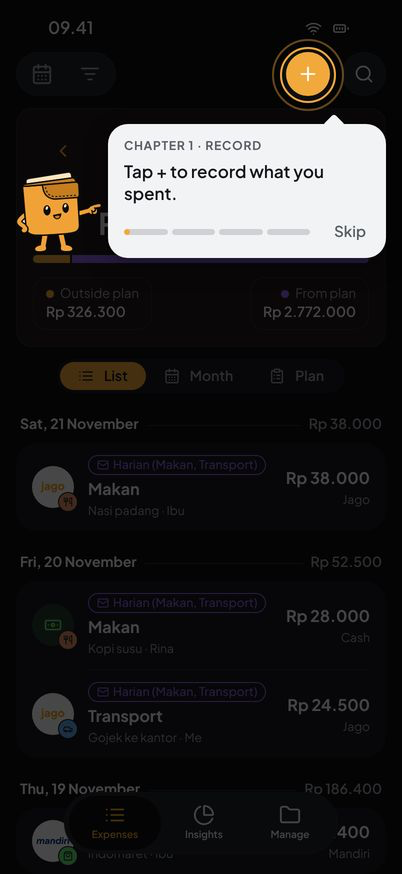 09.41
CHAPTER 1 · RECORD
Tap + to record what you
spent.
Skip
Outside plan
Rp 326.300
From plan
Rp 2.772.000
List
Month
Plan
Sat, 21 November
Rp 38.000
Harian (Makan, Transport)
jago
Makan
Rp 38.000
Nasi padang · Ibu
Jago
Fri, 20 November
Rp 52.500
Harian (Makan, Transport)
Makan
Rp 28.000
Kopi susu · Rina
Cash
Harian (Makan, Transport)
jago
Transport
Rp 24.500
Gojek ke kantor · Me
Jago
Thu, 19 November
Rp 186.400
mandiri
400
Indomaret · Ibu
Mandiri
Expenses
Insights
Manage